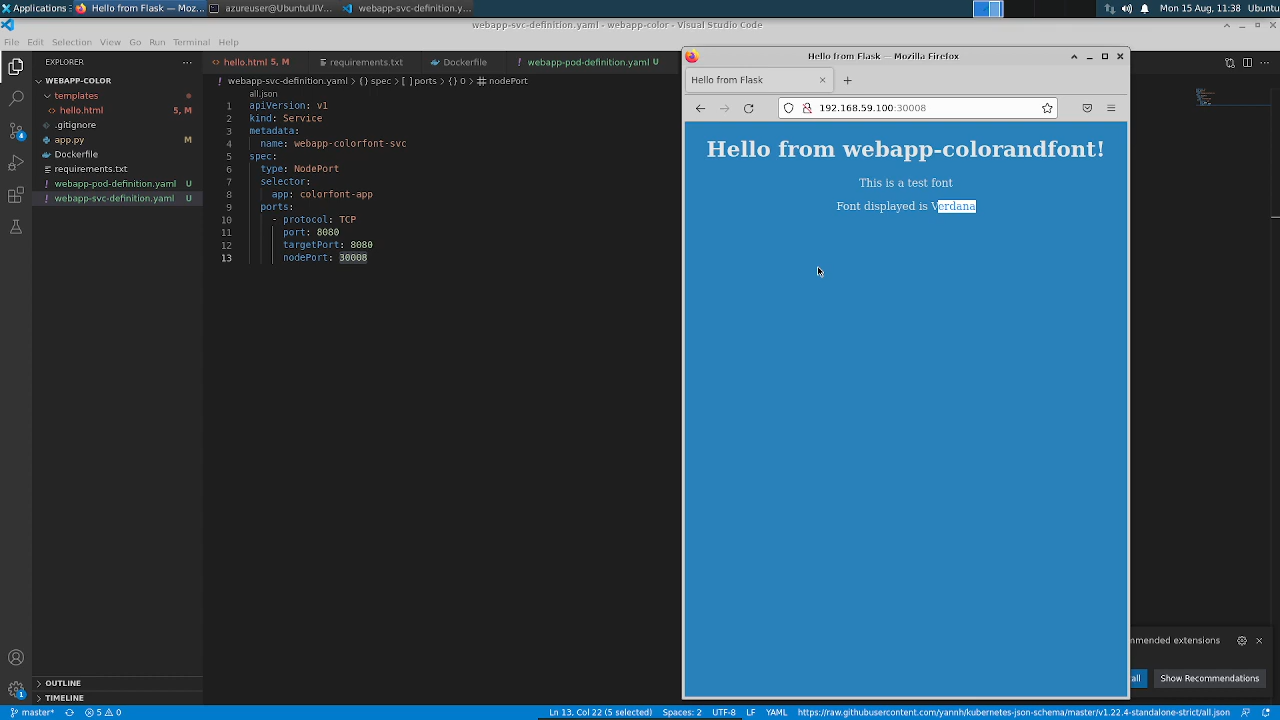 Applications
Hello from Flask — Moz...
azureuser@UbuntuUIV...
webapp-svc-definition.y...
Mon 15 Aug, 11:38
Ubuntu
webapp-svc-definition.yaml - webapp-color - Visual Studio Code
File Edit Selection View Go Run Terminal Help
EXPLORER
WEBAPP-COLOR
templates
hello.html 5, M
.gitignore
app.py M
Dockerfile
requirements.txt
webapp-pod-definition.yaml U
webapp-svc-definition.yaml U
OUTLINE
TIMELINE
4
1
hello.html 5, M
requirements.txt
Dockerfile
webapp-pod-definition.yaml U
webapp-svc-definition.yaml > {} spec > [ ] ports > {} 0 > nodePort
all.json
1 apiVersion: v1
2 kind: Service
3 metadata:
4 name: webapp-colorfont-svc
5 spec:
6 type: NodePort
7 selector:
8 app: colorfont-app
9 ports:
10 - protocol: TCP
11 port: 8080
12 targetPort: 8080
13 nodePort: 30008
Hello from Flask — Mozilla Firefox
Hello from Flask
192.168.59.100:30008
Hello from webapp-colorandfont!
This is a test font
Font displayed is Verdana
mmended extensions
all
Show Recommendations
master*
5 0
Ln 13, Col 22 (5 selected)
Spaces: 2
UTF-8
LF
YAML
https://raw.githubusercontent.com/yannh/kubernetes-json-schema/master/v1.22.4-standalone-strict/all.json